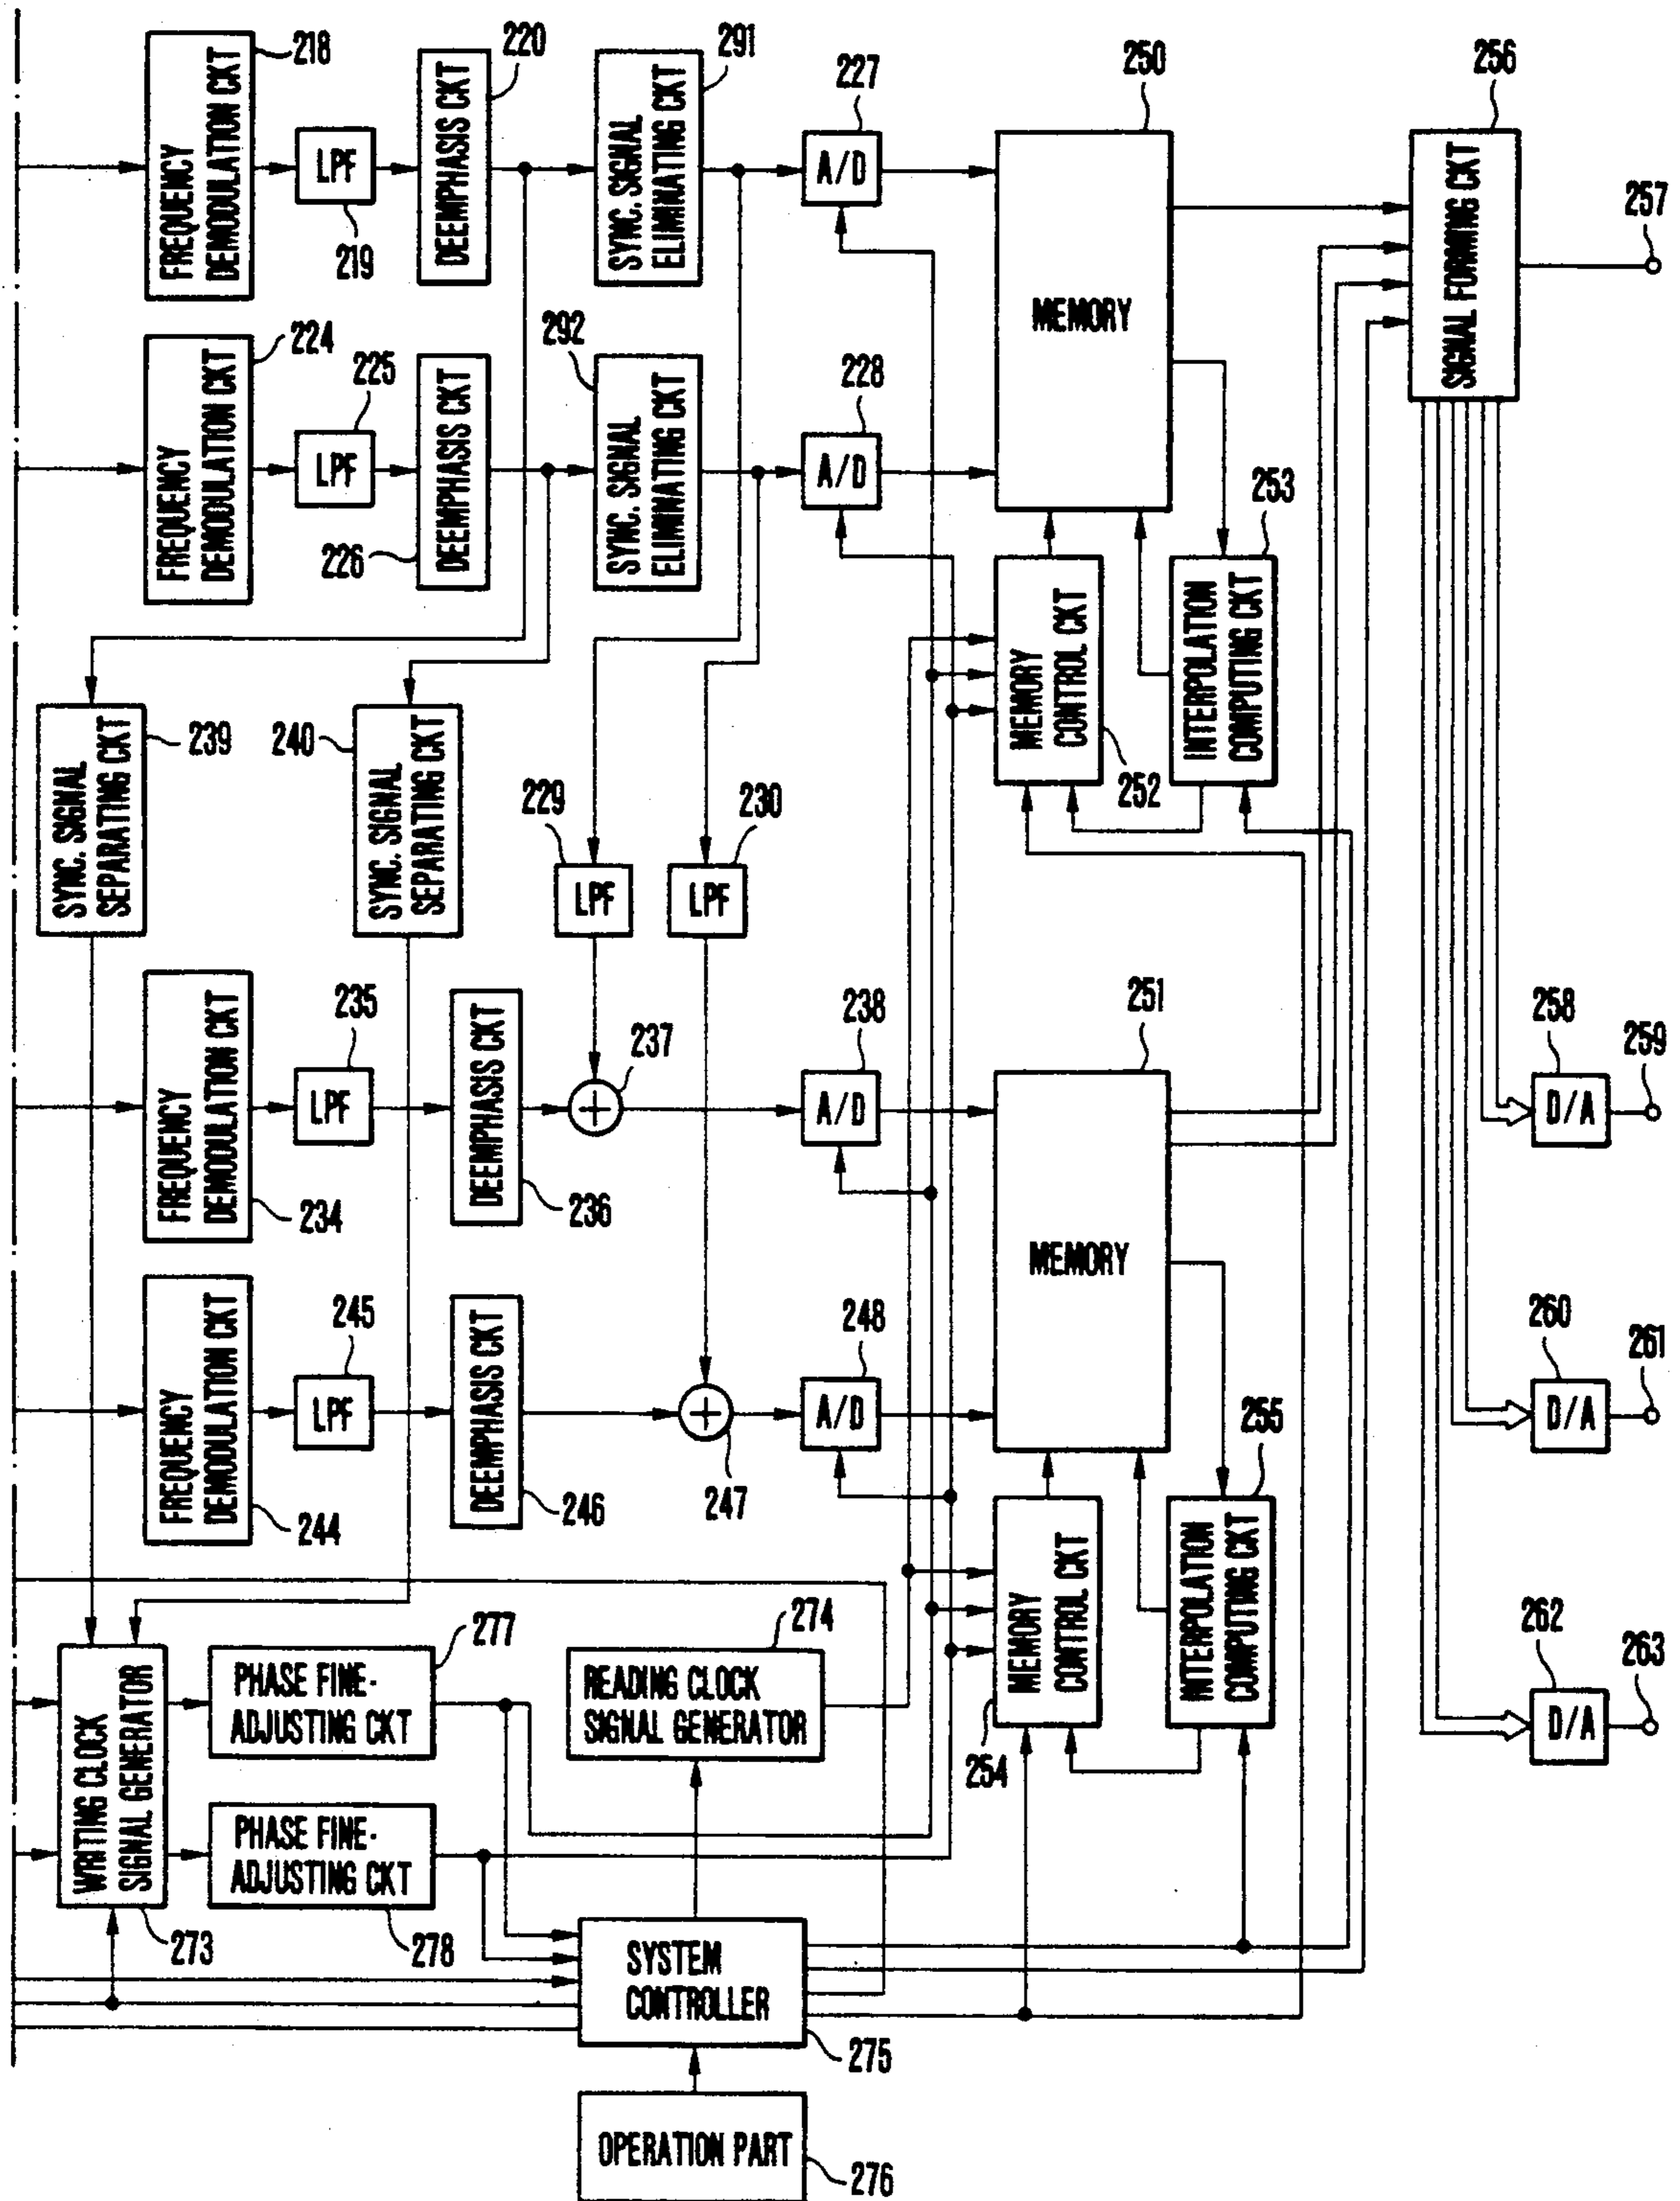 FREQUENCY
DEMODULATION CKT
218
LPF
219
DEEMPHASIS CKT
220
SYNC. SIGNAL
ELIMINATING CKT
291
A/D
227
MEMORY
250
SIGNAL FORMING CKT
256
257
FREQUENCY
DEMODULATION CKT
224
LPF
225
DEEMPHASIS CKT
226
SYNC. SIGNAL
ELIMINATING CKT
292
A/D
228
MEMORY
CONTROL CKT
252
INTERPOLATION
COMPUTING CKT
253
SYNC. SIGNAL
SEPARATING CKT
239
SYNC. SIGNAL
SEPARATING CKT
240
LPF
229
LPF
230
FREQUENCY
DEMODULATION CKT
234
LPF
235
DEEMPHASIS CKT
236
237
A/D
238
MEMORY
251
D/A
258
259
FREQUENCY
DEMODULATION CKT
244
LPF
245
DEEMPHASIS CKT
246
247
A/D
248
D/A
260
261
MEMORY
CONTROL CKT
254
INTERPOLATION
COMPUTING CKT
255
D/A
262
263
WRITING CLOCK
SIGNAL GENERATOR
273
PHASE FINE-
ADJUSTING CKT
277
READING CLOCK
SIGNAL GENERATOR
274
PHASE FINE-
ADJUSTING CKT
278
SYSTEM
CONTROLLER
275
OPERATION PART
276